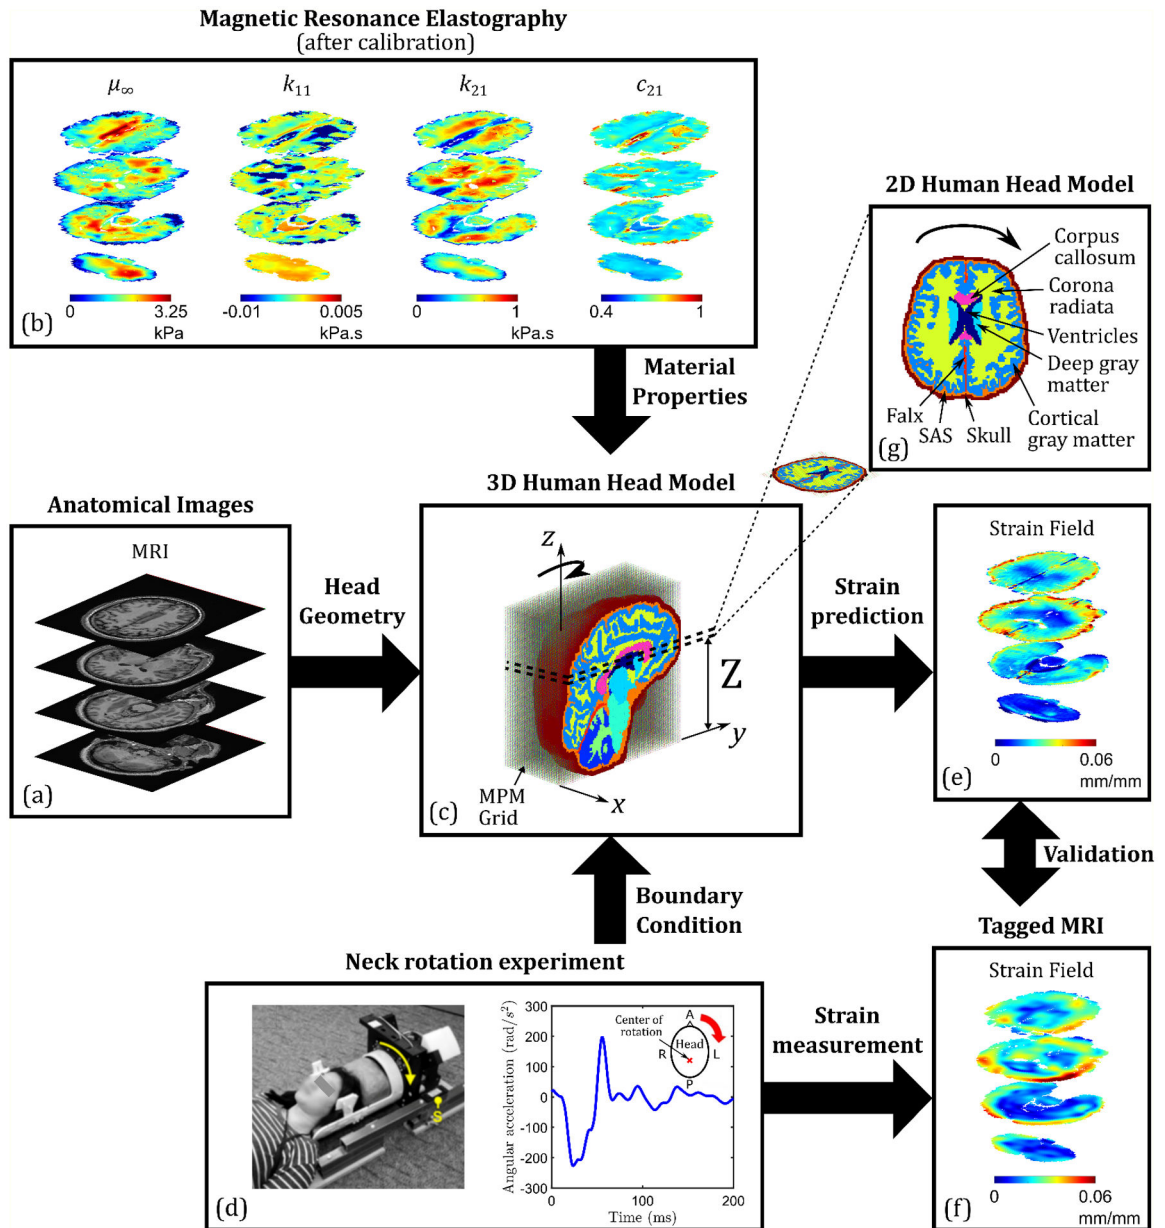 Magnetic Resonance Elastography
(after calibration)
μ∞
k₁₁
k₂₁
c₂₁
0
3.25
kPa
-0.01
0.005
kPa.s
0
1
kPa.s
0.4
1
(b)
Material
Properties
2D Human Head Model
Corpus
callosum
Corona
radiata
Ventricles
Deep gray
matter
Cortical
gray matter
Falx
SAS
Skull
(g)
Anatomical Images
MRI
(a)
Head
Geometry
3D Human Head Model
z
Z
y
x
MPM
Grid
(c)
Strain
prediction
Strain Field
0
0.06
mm/mm
(e)
Validation
Boundary
Condition
Neck rotation experiment
S
(d)
Angular acceleration (rad/s²)
300
200
100
0
-100
-200
-300
0
100
200
Time (ms)
Center of
rotation
A
Head
R
L
P
Strain
measurement
Tagged MRI
Strain Field
0
0.06
mm/mm
(f)